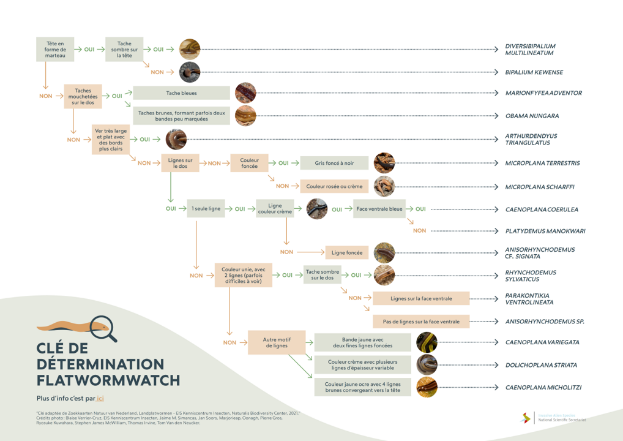 Tête en
forme de
marteau
OUI
Tache
sombre sur
la tête
OUI
DIVERSIBIPALIUM
MULTILINEATUM
NON
BIPALIUM KEWENSE
NON
Taches
mouchetées
sur le dos
OUI
Tache bleues
MARIONFYFEA ADVENTOR
Taches brunes, formant parfois deux
bandes peu marquées
OBAMA NUNGARA
NON
Ver très large
et plat avec
des bords
plus clairs
OUI
ARTHURDENDYUS
TRIANGULATUS
NON
Lignes sur
le dos
NON
Couleur
foncée
OUI
Gris foncé à noir
MICROPLANA TERRESTRIS
NON
Couleur rosée ou crème
MICROPLANA SCHARFFI
OUI
1 seule ligne
OUI
Ligne
couleur crème
OUI
Face ventrale bleue
OUI
CAENOPLANA COERULEA
NON
PLATYDEMUS MANOKWARI
NON
Ligne foncée
ANISORHYNCHODEMUS
CF. SIGNATA
NON
Couleur unie, avec
2 lignes (parfois
difficiles à voir)
OUI
Tache sombre
sur le dos
OUI
RHYNCHODEMUS
SYLVATICUS
NON
Lignes sur la face ventrale
PARAKONTIKIA
VENTROLINEATA
Pas de lignes sur la face ventrale
ANISORHYNCHODEMUS SP.
NON
Autre motif
de lignes
Bande jaune avec
deux fines lignes foncées
CAENOPLANA VARIEGATA
Couleur crème avec plusieurs
lignes d'épaisseur variable
DOLICHOPLANA STRIATA
Couleur jaune ocre avec 4 lignes
brunes convergeant vers la tête
CAENOPLANA MICHOLITZI
CLÉ DE
DÉTERMINATION
FLATWORMWATCH
Plus d'info c'est par ici